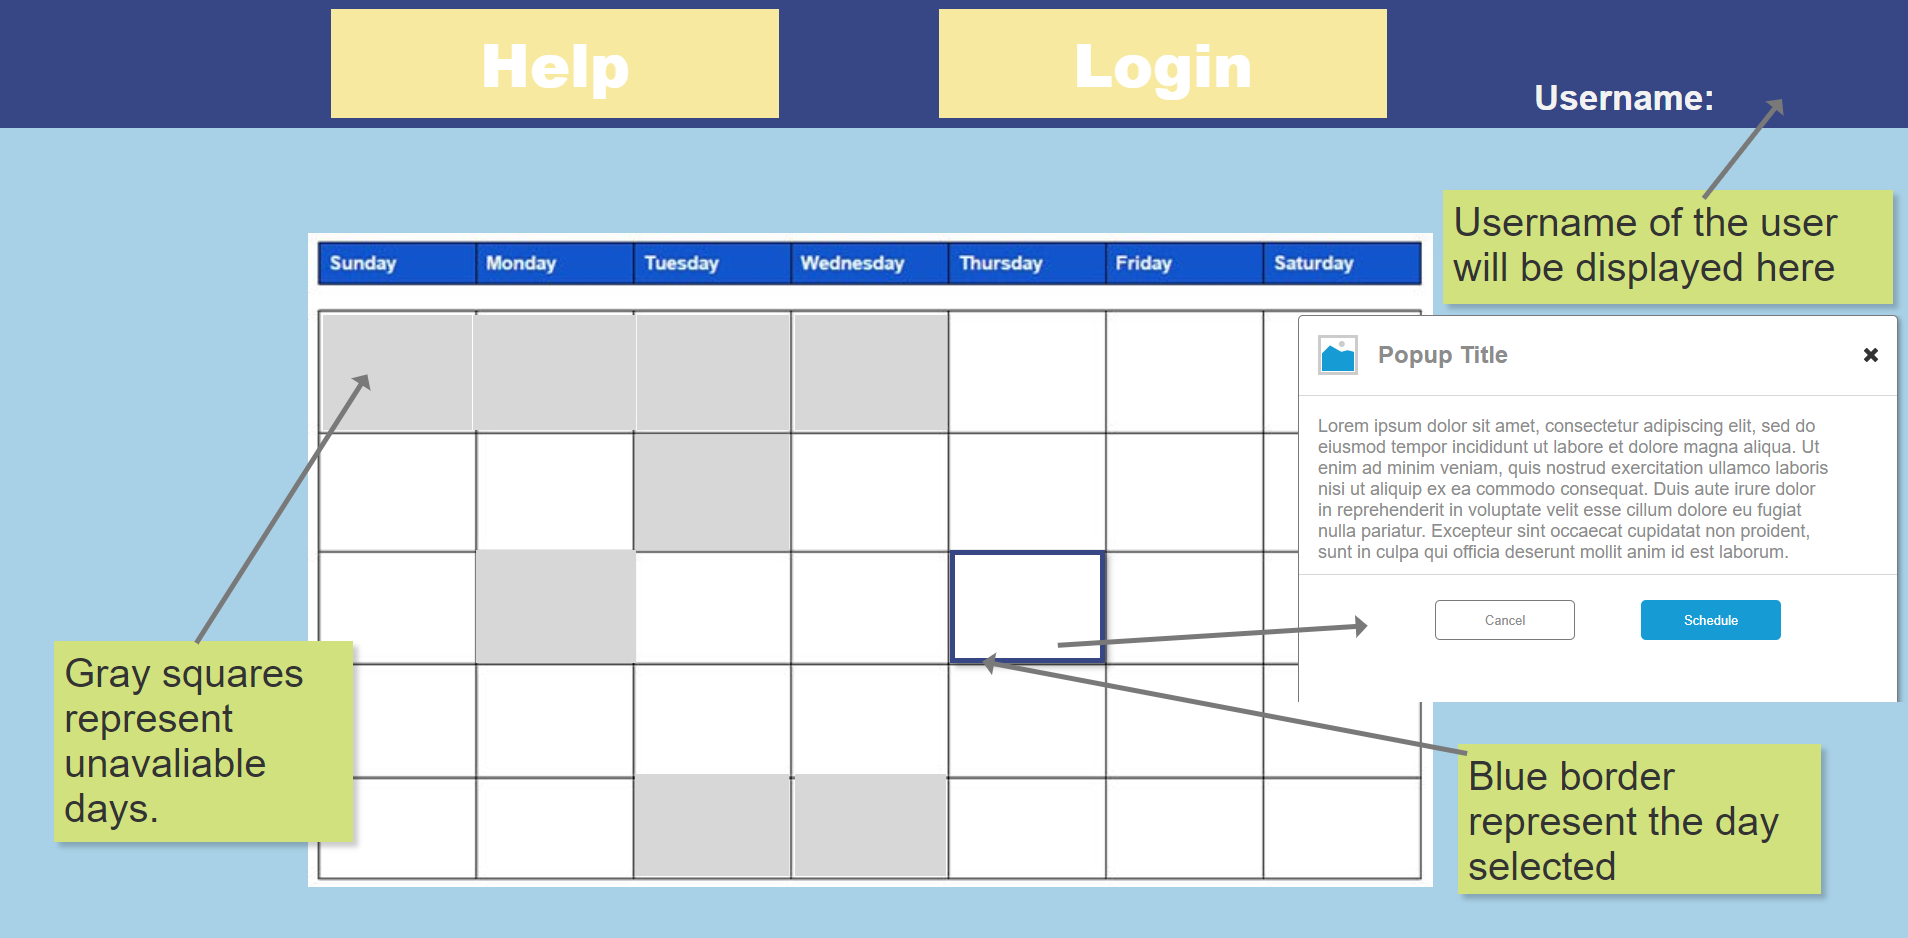 Help
Login
Username:
Username of the user
will be displayed here
Sunday
Monday
Tuesday
Wednesday
Thursday
Friday
Saturday
Popup Title
Lorem ipsum dolor sit amet, consectetur adipiscing elit, sed do
eiusmod tempor incididunt ut labore et dolore magna aliqua. Ut
enim ad minim veniam, quis nostrud exercitation ullamco laboris
nisi ut aliquip ex ea commodo consequat. Duis aute irure dolor
in reprehenderit in voluptate velit esse cillum dolore eu fugiat
nulla pariatur. Excepteur sint occaecat cupidatat non proident,
sunt in culpa qui officia deserunt mollit anim id est laborum.
Cancel
Schedule
Gray squares
represent
unavaliable
days.
Blue border
represent the day
selected